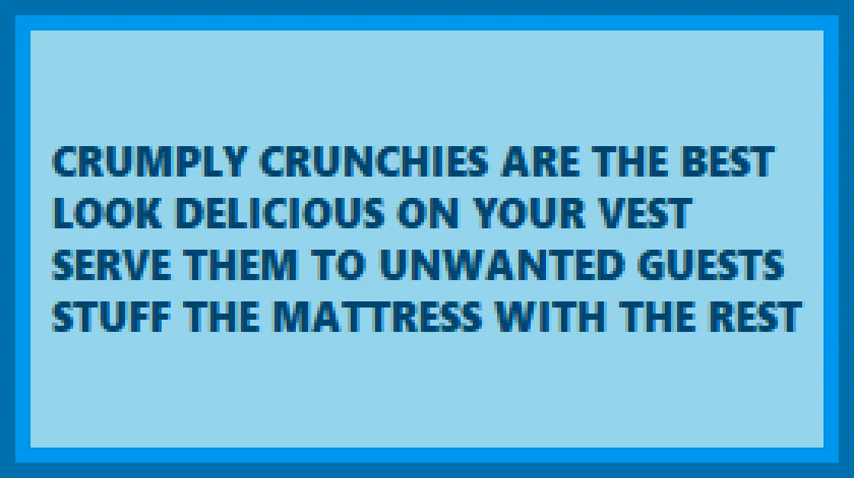 CRUMPLY CRUNCHIES ARE THE BEST
LOOK DELICIOUS ON YOUR VEST
SERVE THEM TO UNWANTED GUESTS
STUFF THE MATTRESS WITH THE REST